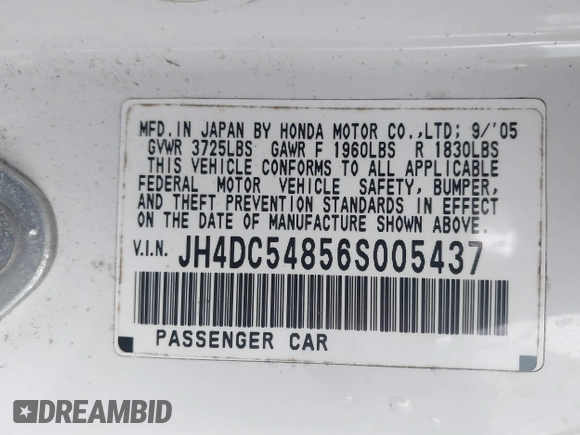 MFD.IN JAPAN BY HONDA MOTOR CO.,LTD; 9/'05
GVWR 3725LBS GAWR F 1960LBS R 1830LBS
THIS VEHICLE CONFORMS TO ALL APPLICABLE
FEDERAL MOTOR VEHICLE SAFETY, BUMPER,
AND THEFT PREVENTION STANDARDS IN EFFECT
ON THE DATE OF MANUFACTURE SHOWN ABOVE.
V.I.N. JH4DC54856S005437
PASSENGER CAR
DREAMBID